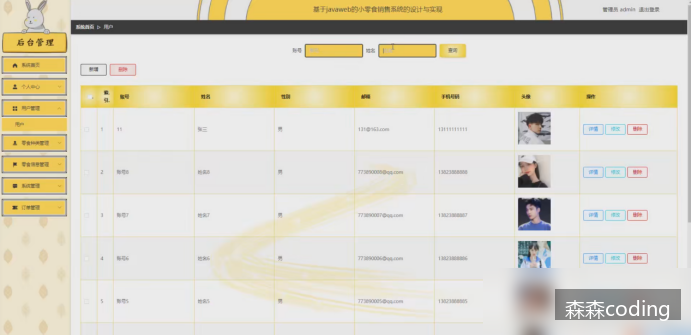 基于javaweb的小零食销售系统的设计与实现
管理员 admin 退出登录
后台管理
系统首页 用户
系统首页
个人中心
用户管理
用户
零食种类管理
零食信息管理
系统管理
订单管理
账号 姓名 查询
新增 删除
索引 账号 姓名 性别 邮箱 手机号码 头像 操作
1 11 张三 男 131@163.com 13111111111 详情 修改 删除
2 账号8 姓名8 男 773890008@qq.com 13823888888 详情 修改 删除
3 账号7 姓名7 男 773890007@qq.com 13823888887 详情 修改 删除
4 账号6 姓名6 男 773890006@qq.com 13823888886 详情 修改 删除
5 账号5 姓名5 男 773890005@qq.com 13823888885
森森coding